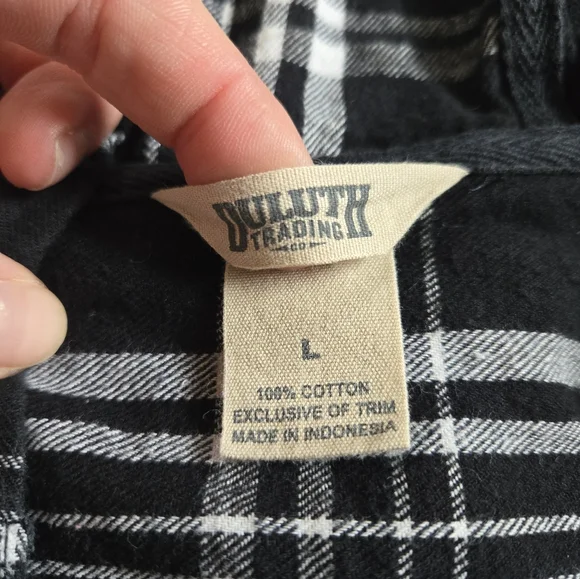 DULUTH
TRADING
CO
L
100% COTTON
EXCLUSIVE OF TRIM
MADE IN INDONESIA